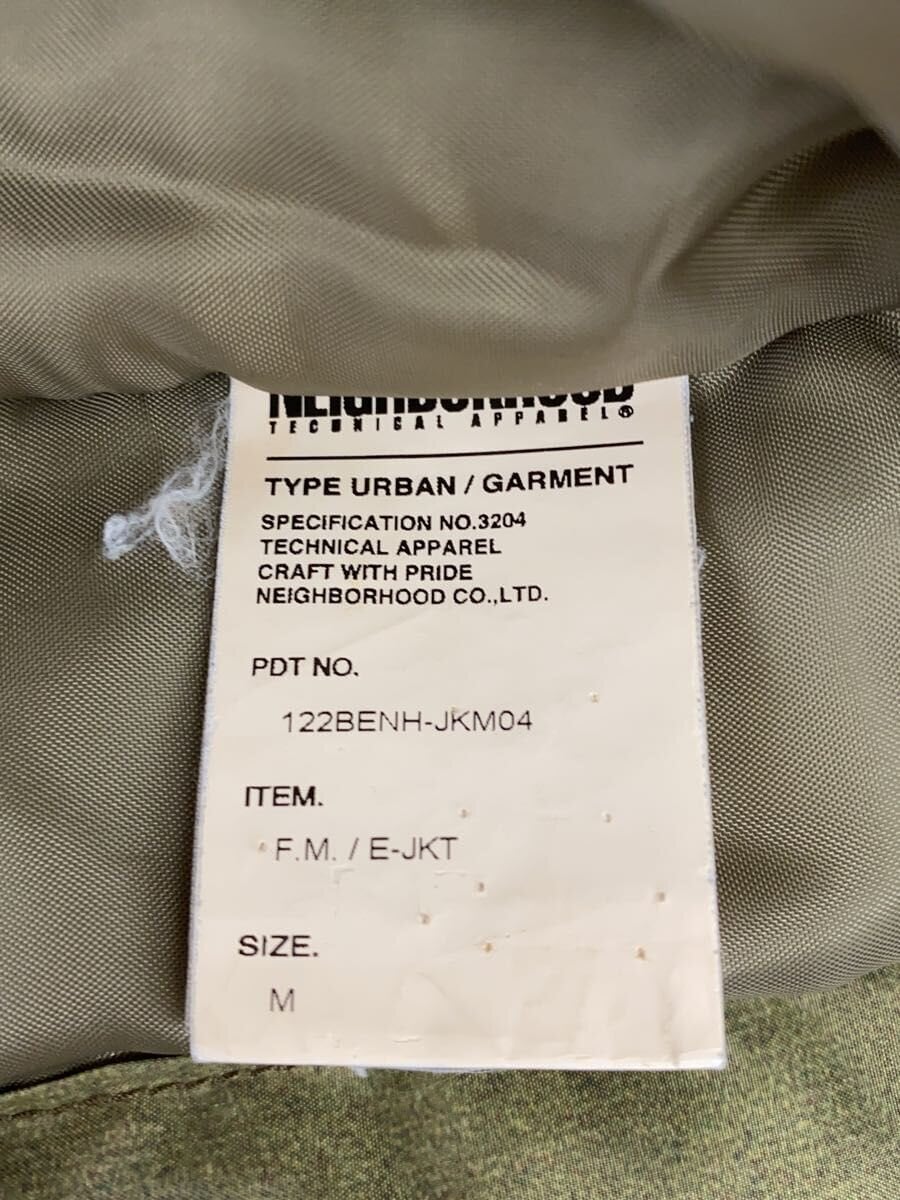 NEIGHBORHOOD
TECHNICAL APPAREL®
TYPE URBAN / GARMENT
SPECIFICATION NO.3204
TECHNICAL APPAREL
CRAFT WITH PRIDE
NEIGHBORHOOD CO.,LTD.
PDT NO.
122BENH-JKM04
ITEM.
F.M. / E-JKT
SIZE.
M